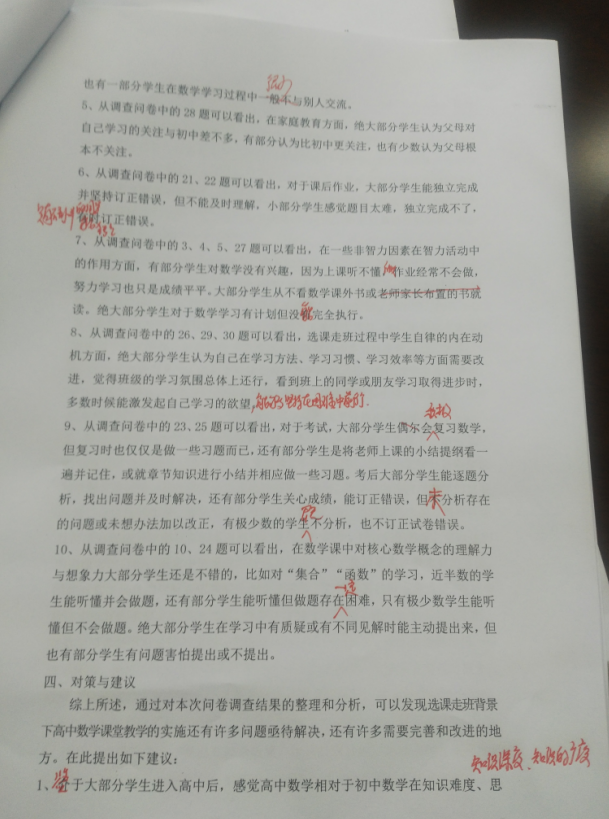 也有一部分学生在数学学习过程中一般不与别人交流。
5、从调查问卷中的 28 题可以看出，在家庭教育方面，绝大部分学生认为父母对
自己学习的关注与初中差不多，有部分认为比初中更关注，也有少数认为父母根
本不关注。
6、从调查问卷中的 21、22 题可以看出，对于课后作业，大部分学生能独立完成
并坚持订正错误，但不能及时理解，小部分学生感觉题目太难，独立完成不了，
订正错误。
7、从调查问卷中的 3、4、5、27 题可以看出，在一些非智力因素在智力活动中
的作用方面，有部分学生对数学没有兴趣，因为上课听不懂作业经常不会做，
努力学习也只是成绩平平。大部分学生从不看数学课外书或老师家长布置的书就
读。绝大部分学生对于数学学习有计划但没能完全执行。
8、从调查问卷中的 26、29、30 题可以看出，选课走班过程中学生自律的内在动
机方面，绝大部分学生认为自己在学习方法、学习习惯、学习效率等方面需要改
进，觉得班级的学习氛围总体上还行，看到班上的同学或朋友学习取得进步时，
多数时候能激发起自己学习的欲望
9、从调查问卷中的 23、25 题可以看出，对于考试，大部分学生偶尔会复习数学，
但复习时也仅仅是做一些习题而已，还有部分学生是将老师上课的小结提纲看一
遍并记住，或就章节知识进行小结并相应做一些习题。考后大部分学生能逐题分
析，找出问题并及时解决，还有部分学生关心成绩，能订正错误，但未分析存在
的问题或未想办法加以改正，有极少数的学生不分析，也不订正试卷错误。
10、从调查问卷中的 10、24 题可以看出，在数学课中对核心数学概念的理解力
与想象力大部分学生还是不错的，比如对“集合”“函数”的学习，近半数的学
一定
生能听懂并会做题，还有部分学生能听懂但做题存在困难，只有极少数学生能听
懂但不会做题。绝大部分学生在学习中有质疑或有不同见解时能主动提出来，但
也有部分学生有问题害怕提出或不提出。
四、对策与建议
综上所述，通过对本次问卷调查结果的整理和分析，可以发现选课走班背景
下高中数学课堂教学的实施还有许多问题亟待解决，还有许多需要完善和改进的地
方。在此提出如下建议：
知识深度、知识的广度
1、鉴于大部分学生进入高中后，感觉高中数学相对于初中数学在知识难度、思